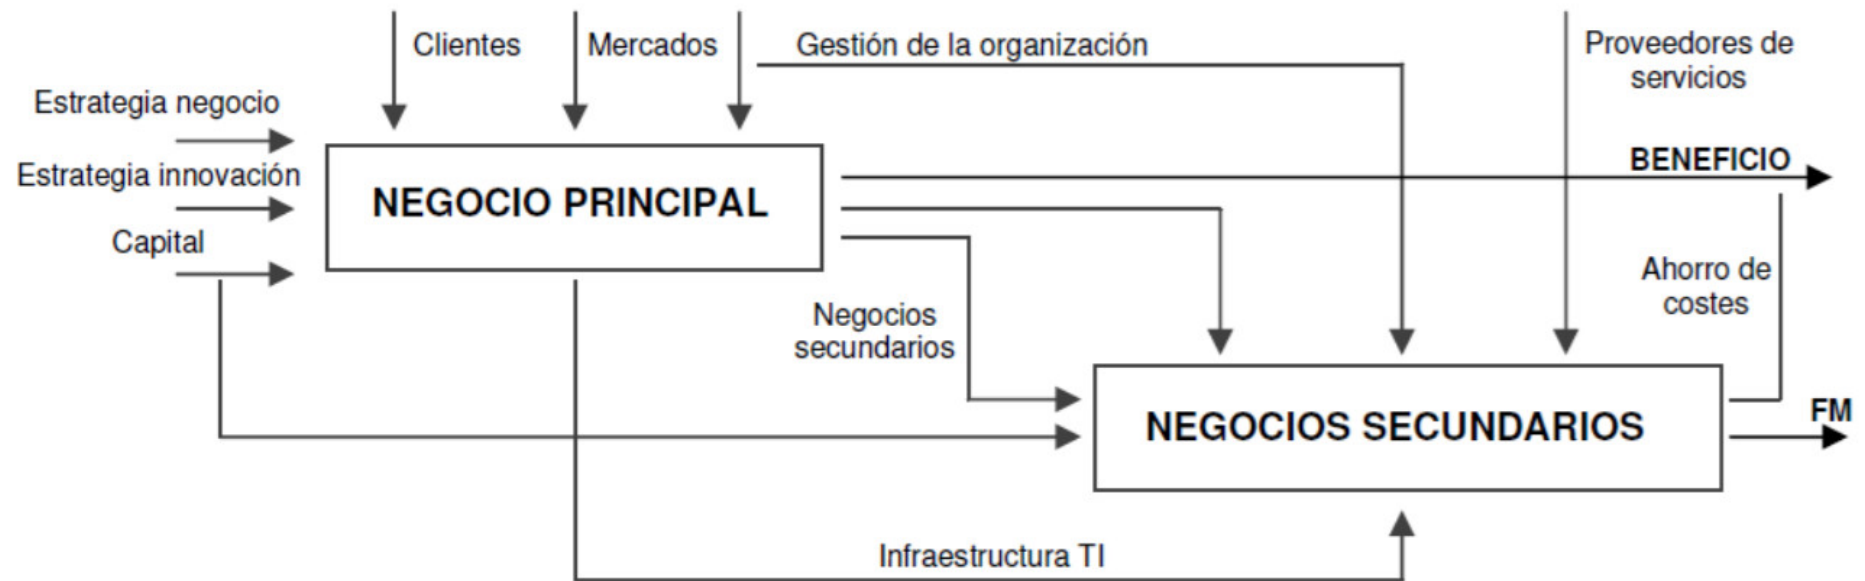 Clientes
Mercados
Gestión de la organización
Proveedores de
servicios
Estrategia negocio
Estrategia innovación
Capital
NEGOCIO PRINCIPAL
BENEFICIO
Ahorro de
costes
Negocios
secundarios
NEGOCIOS SECUNDARIOS
FM
Infraestructura TI